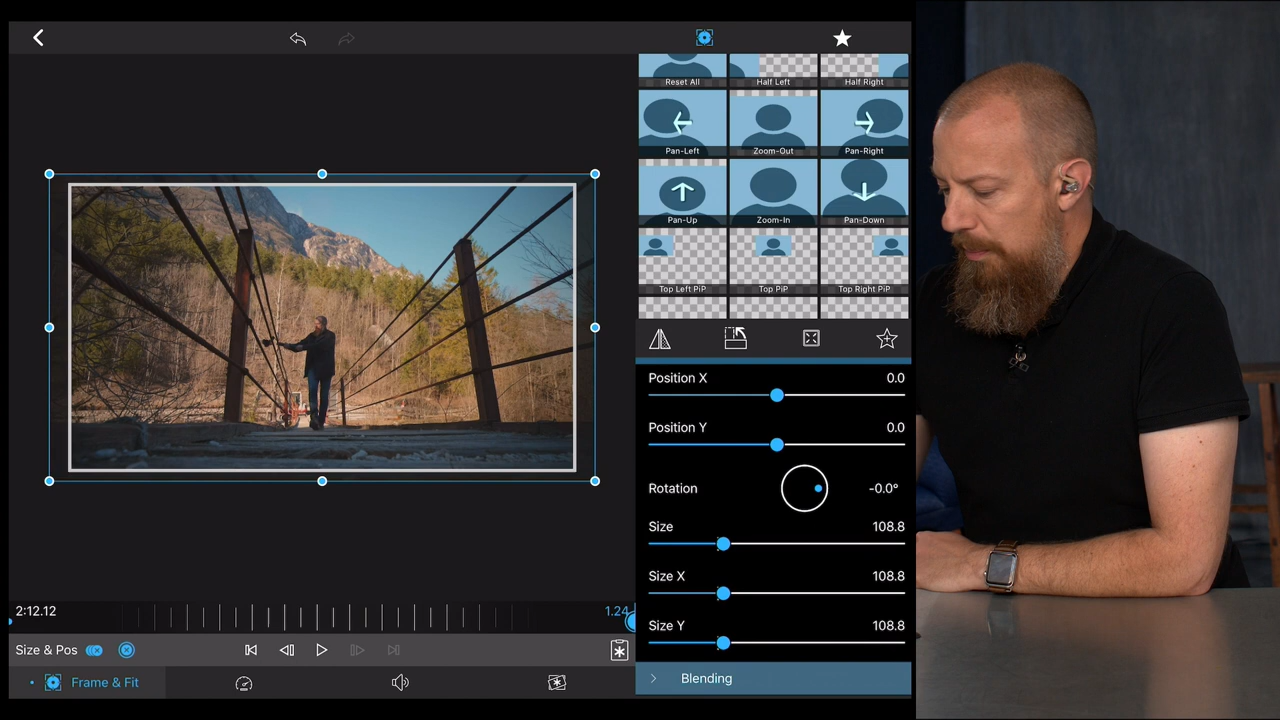 Reset All
Half Left
Half Right
Pan-Left
Zoom-Out
Pan-Right
Pan-Up
Zoom-In
Pan-Down
Top Left PiP
Top PiP
Top Right PiP
Position X 0.0
Position Y 0.0
Rotation -0.0°
Size 108.8
Size X 108.8
Size Y 108.8
Blending
2:12.12
1.24
Size & Pos
Frame & Fit